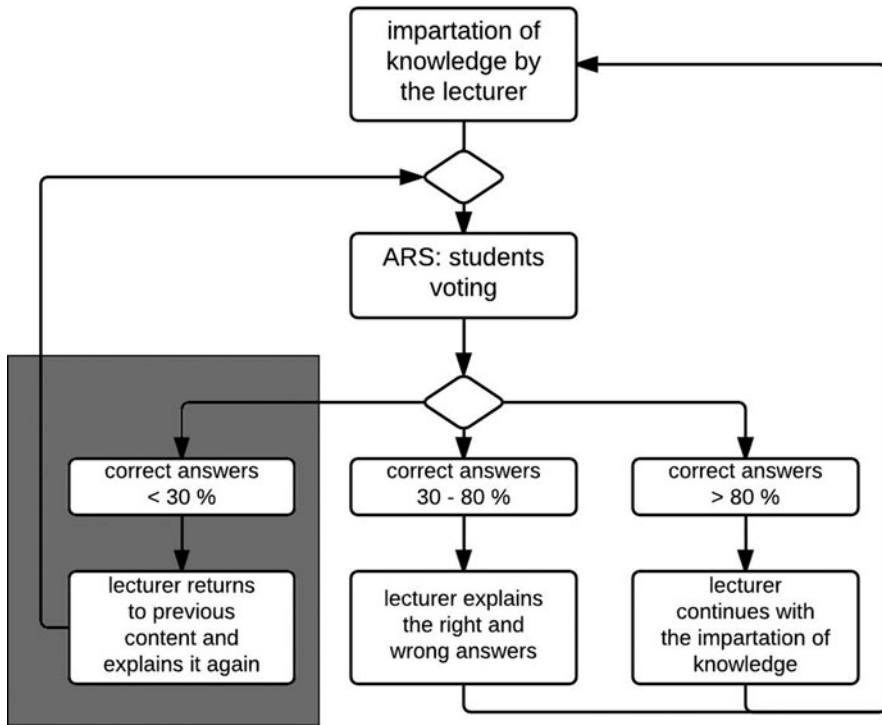 impartation of
knowledge by
the lecturer
ARS: students
voting
correct answers
< 30 %
correct answers
30 - 80 %
correct answers
> 80 %
lecturer returns
to previous
content and
explains it again
lecturer explains
the right and
wrong answers
lecturer
continues with
the impartation of
knowledge